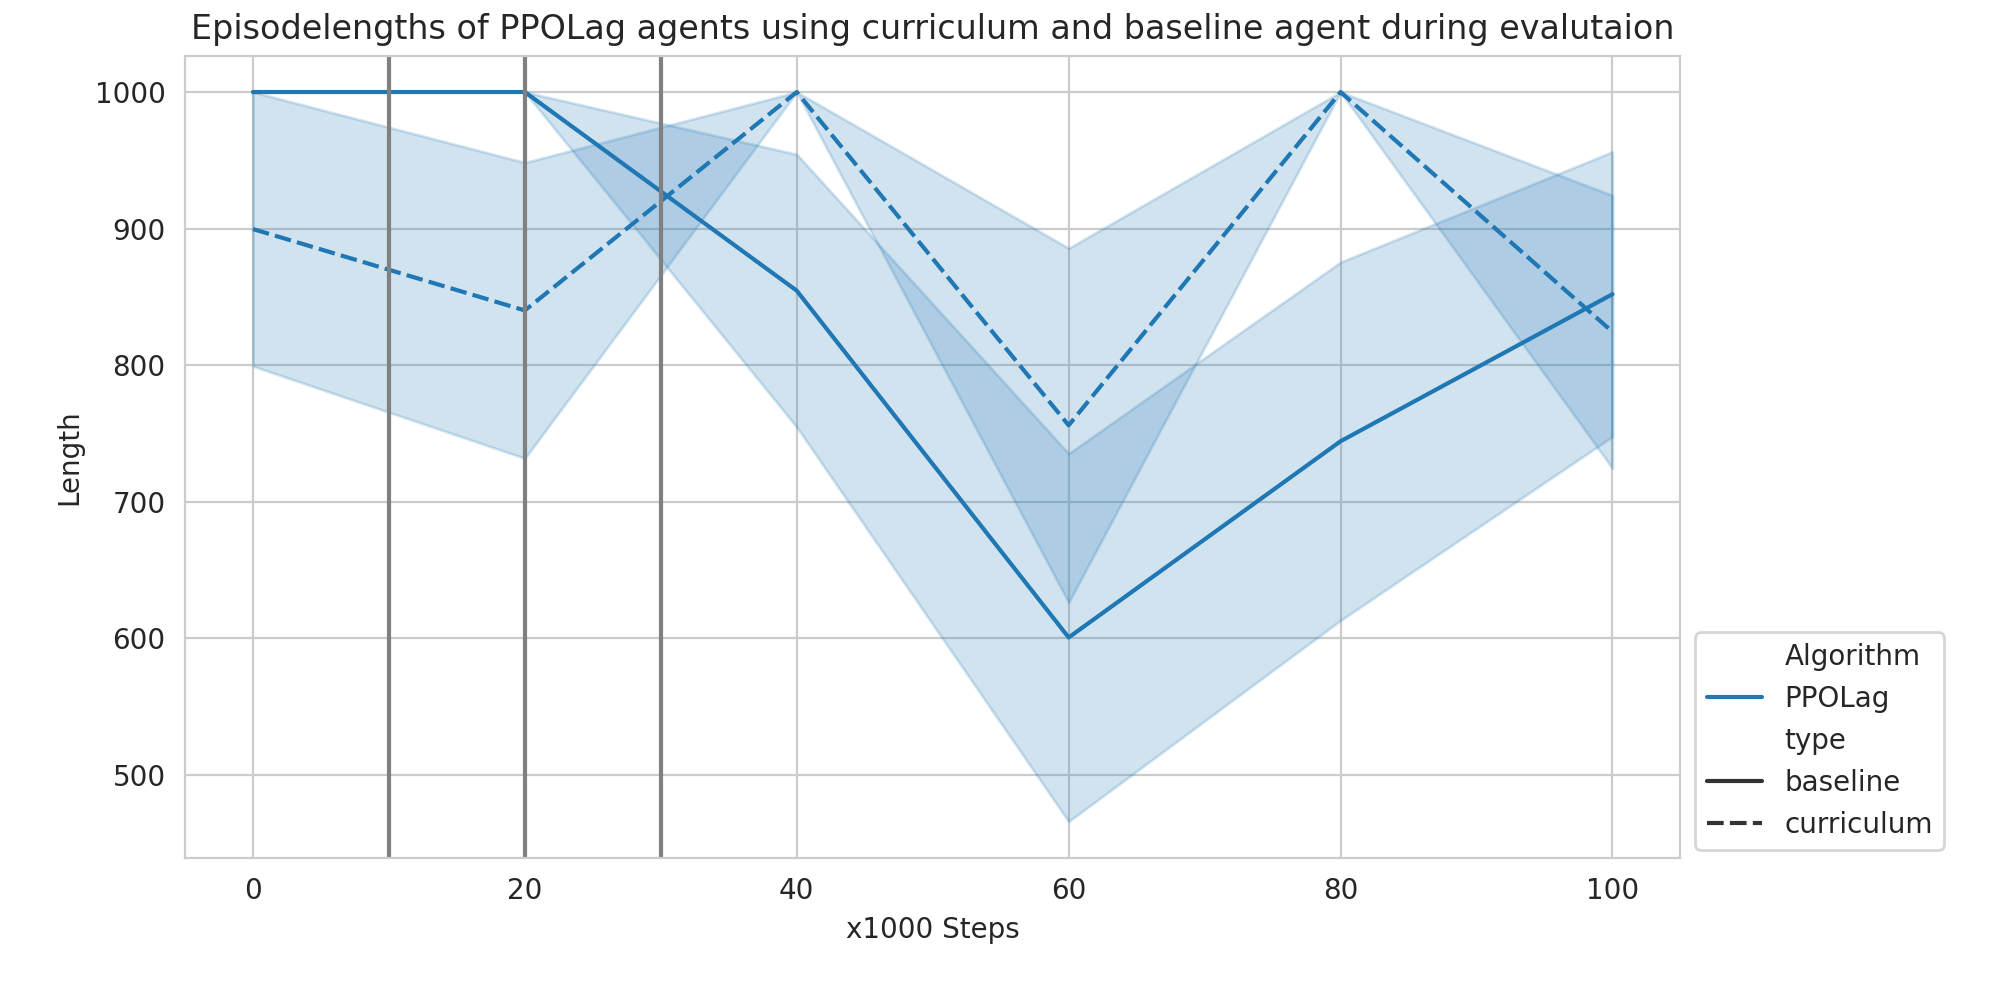 Episodelengths of PPOLag agents using curriculum and baseline agent during evalutaion
1000
900
800
700
600
500
Length
0 20 40 60 80 100
x1000 Steps
Algorithm
PPOLag
type
baseline
curriculum